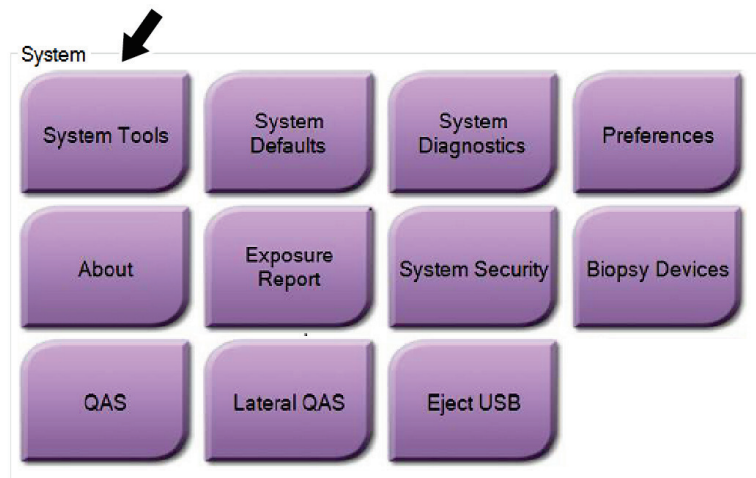 System
System Tools
System
Defaults
System
Diagnostics
Preferences
About
Exposure
Report
System Security
Biopsy Devices
QAS
Lateral QAS
Eject USB